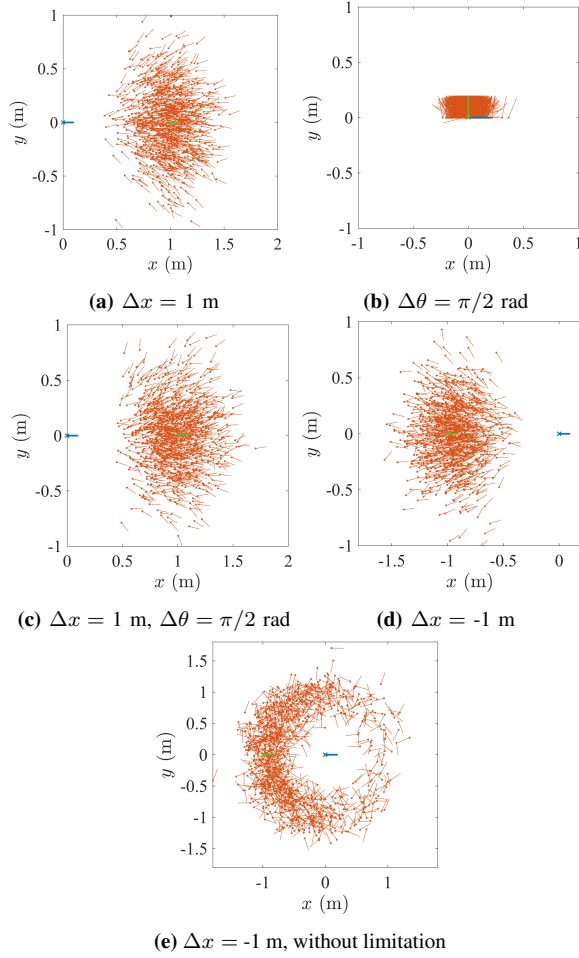 1
0.5
0
-0.5
-1
y (m)
0 0.5 1 1.5 2
x (m)
(a) Δx = 1 m
1
0.5
0
-0.5
-1
y (m)
-1 -0.5 0 0.5 1
x (m)
(b) Δθ = π/2 rad
1
0.5
0
-0.5
-1
y (m)
0 0.5 1 1.5 2
x (m)
(c) Δx = 1 m, Δθ = π/2 rad
1
0.5
0
-0.5
-1
y (m)
-1.5 -1 -0.5 0
x (m)
(d) Δx = -1 m
1.5
1
0.5
0
-0.5
-1
-1.5
y (m)
-1 0 1
x (m)
(e) Δx = -1 m, without limitation